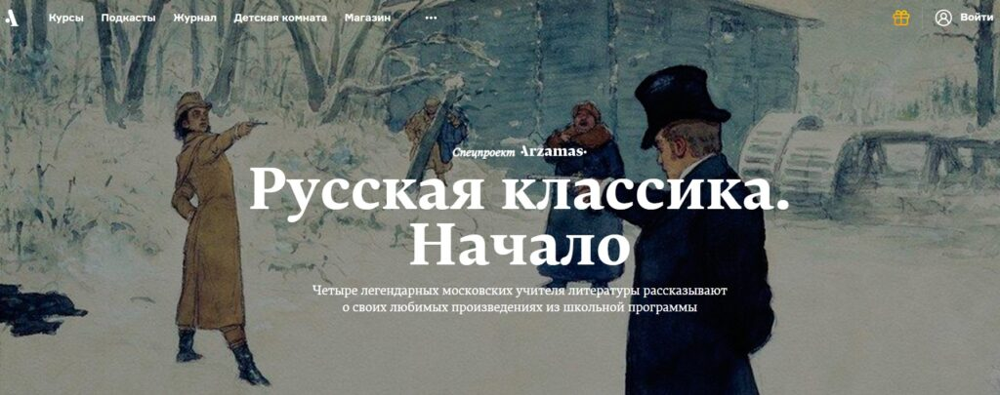 Курсы Подкасты Журнал Детская комната Магазин ••• Войти
Спецпроект Arzamas
Русская классика.
Начало
Четыре легендарных московских учителя литературы рассказывают
о своих любимых произведениях из школьной программы